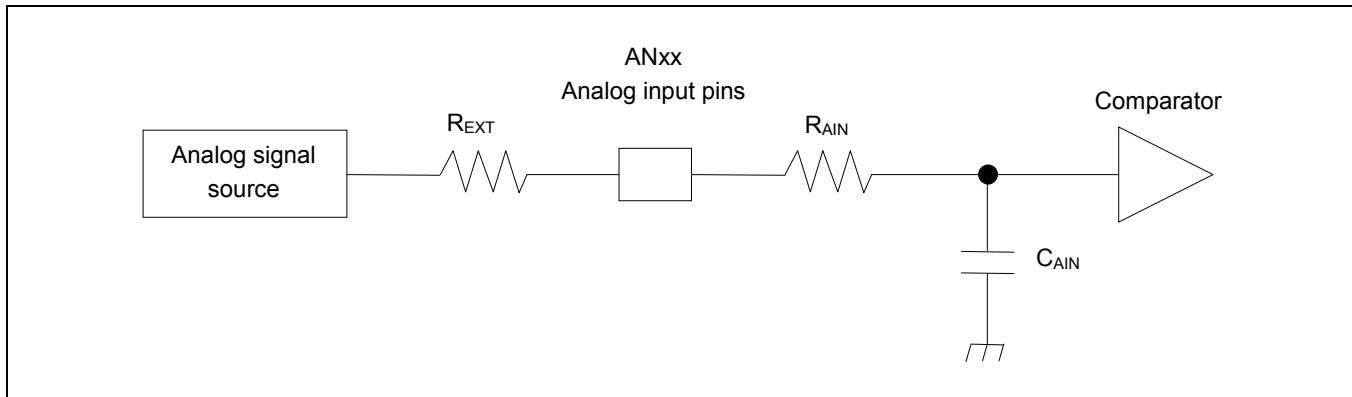 ANxx
Analog input pins
Comparator
REXT
RAIN
Analog signal
source
CAIN